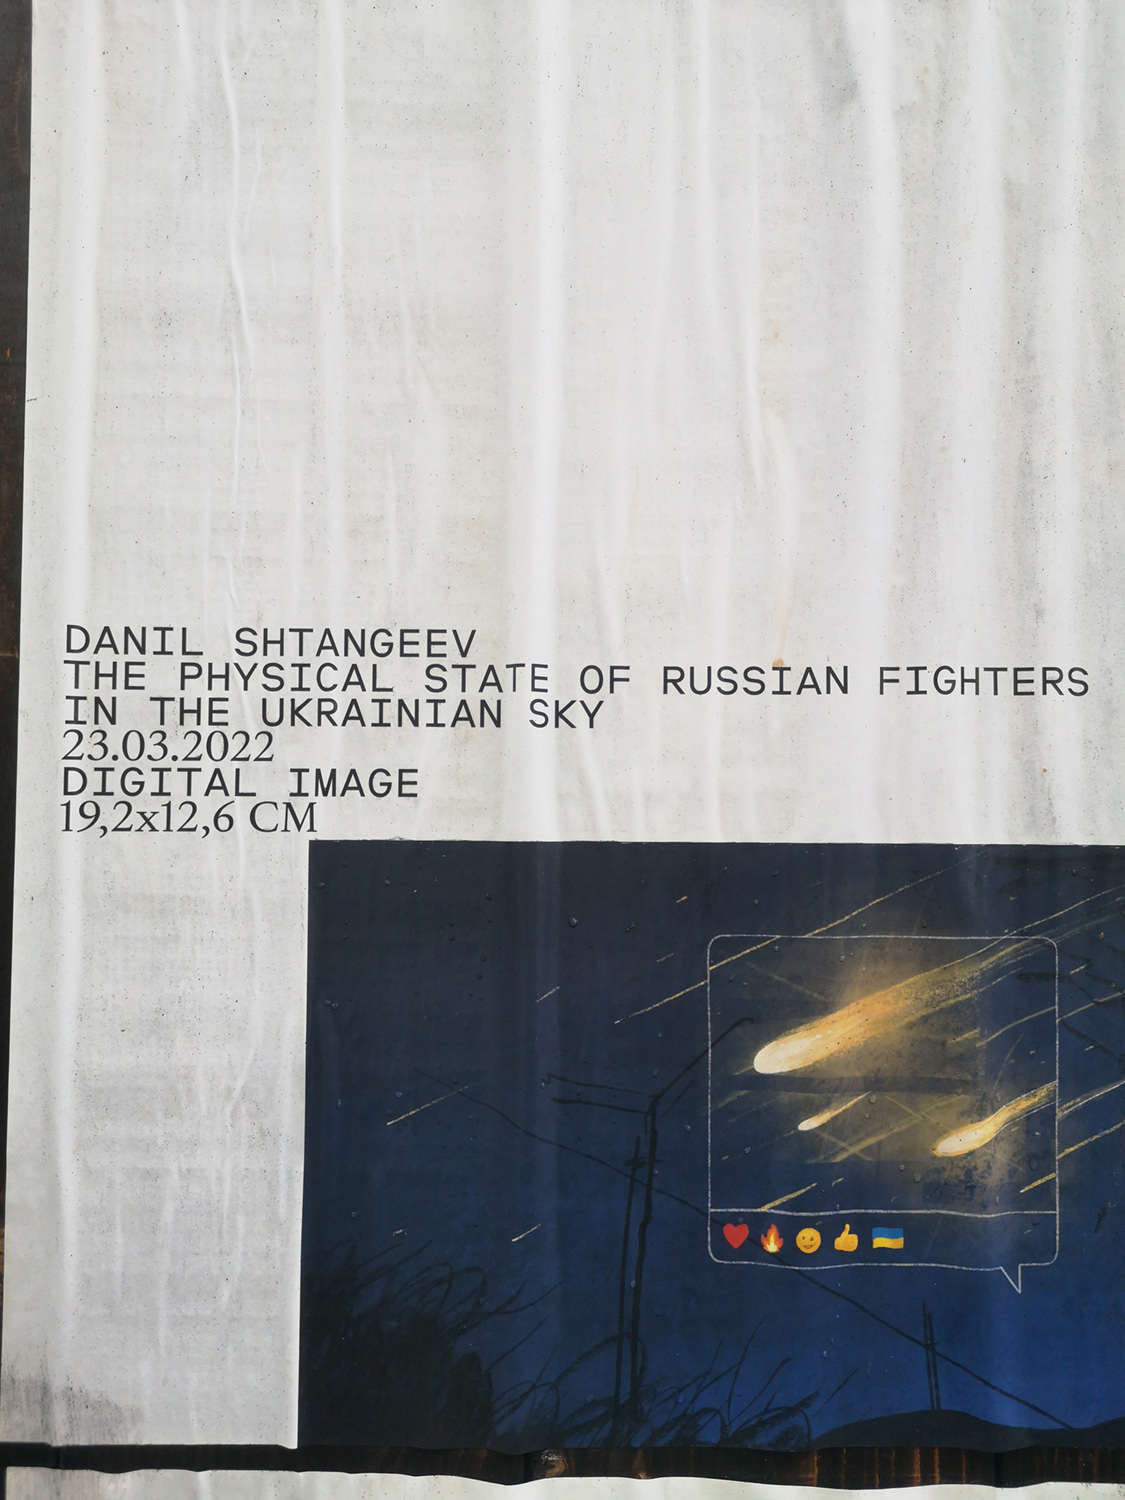 DANIL SHTANGEEV
THE PHYSICAL STATE OF RUSSIAN FIGHTERS
IN THE UKRAINIAN SKY
23.03.2022
DIGITAL IMAGE
19,2x12,6 CM